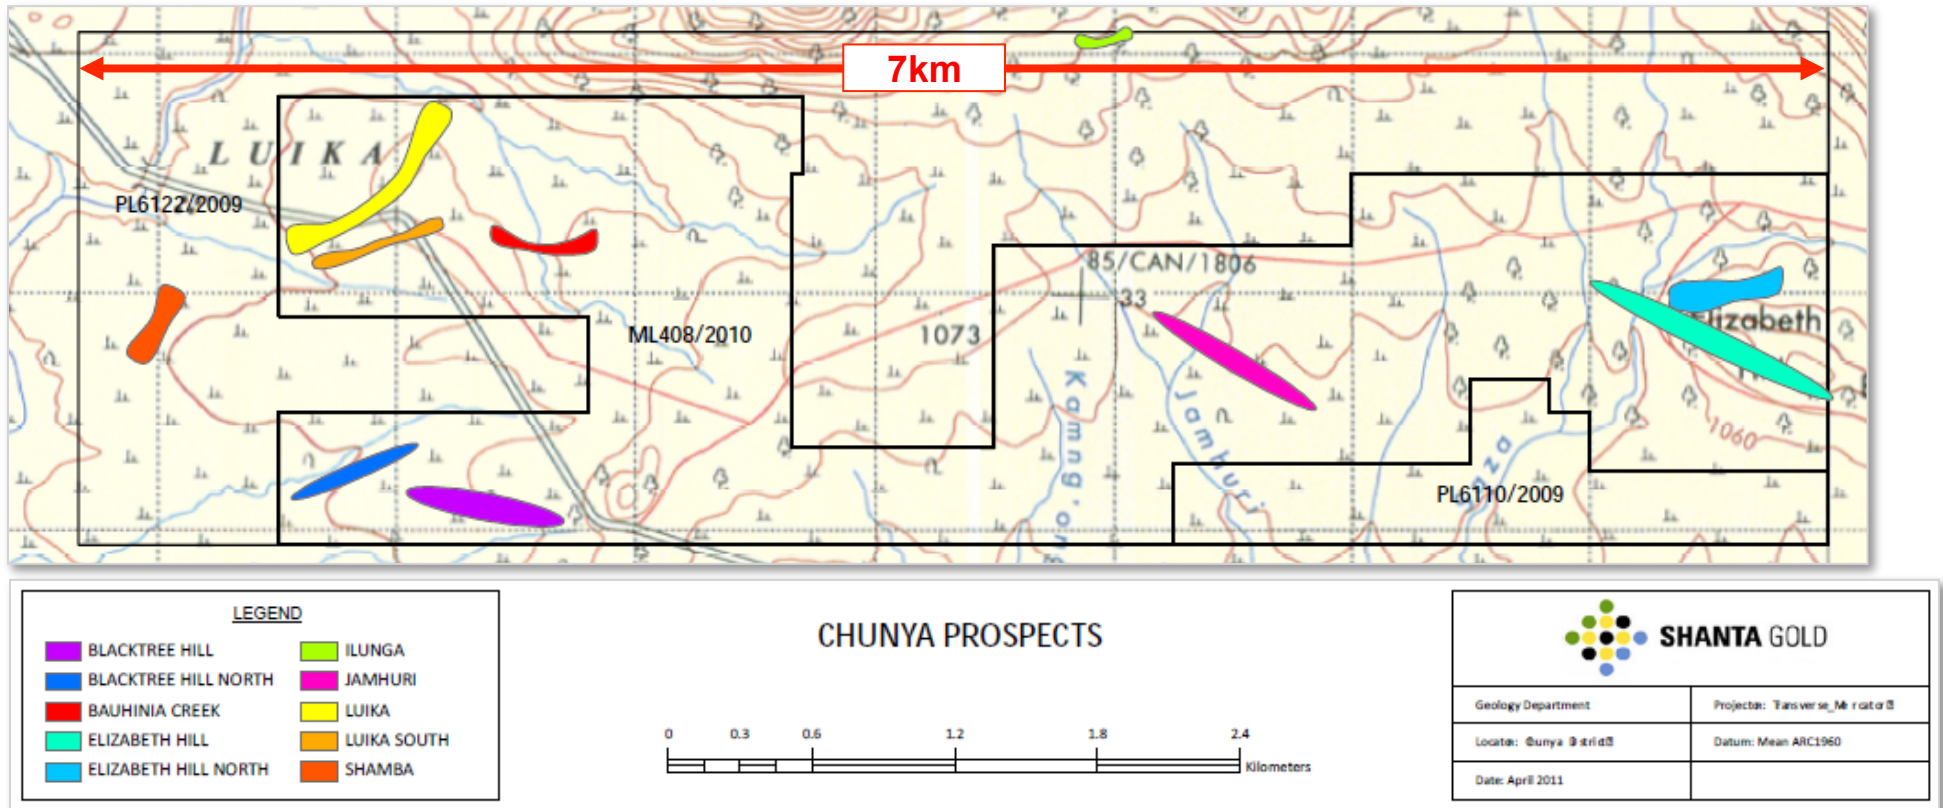 7km
LUIKA
PL6122/2009
85/CAN/1806
33
ML408/2010
1073
Elizabeth
Kamng'ong
Jamhuri
1060
PL6110/2009
LEGEND
BLACKTREE HILL
BLACKTREE HILL NORTH
BAUHINIA CREEK
ELIZABETH HILL
ELIZABETH HILL NORTH
ILUNGA
JAMHURI
LUIKA
LUIKA SOUTH
SHAMBA
CHUNYA PROSPECTS
0 0.3 0.6 1.2 1.8 2.4
Kilometers
SHANTA GOLD
Geology Department
Transverse_Mercator
Datum: Mean ARC1960
Date: April 2011